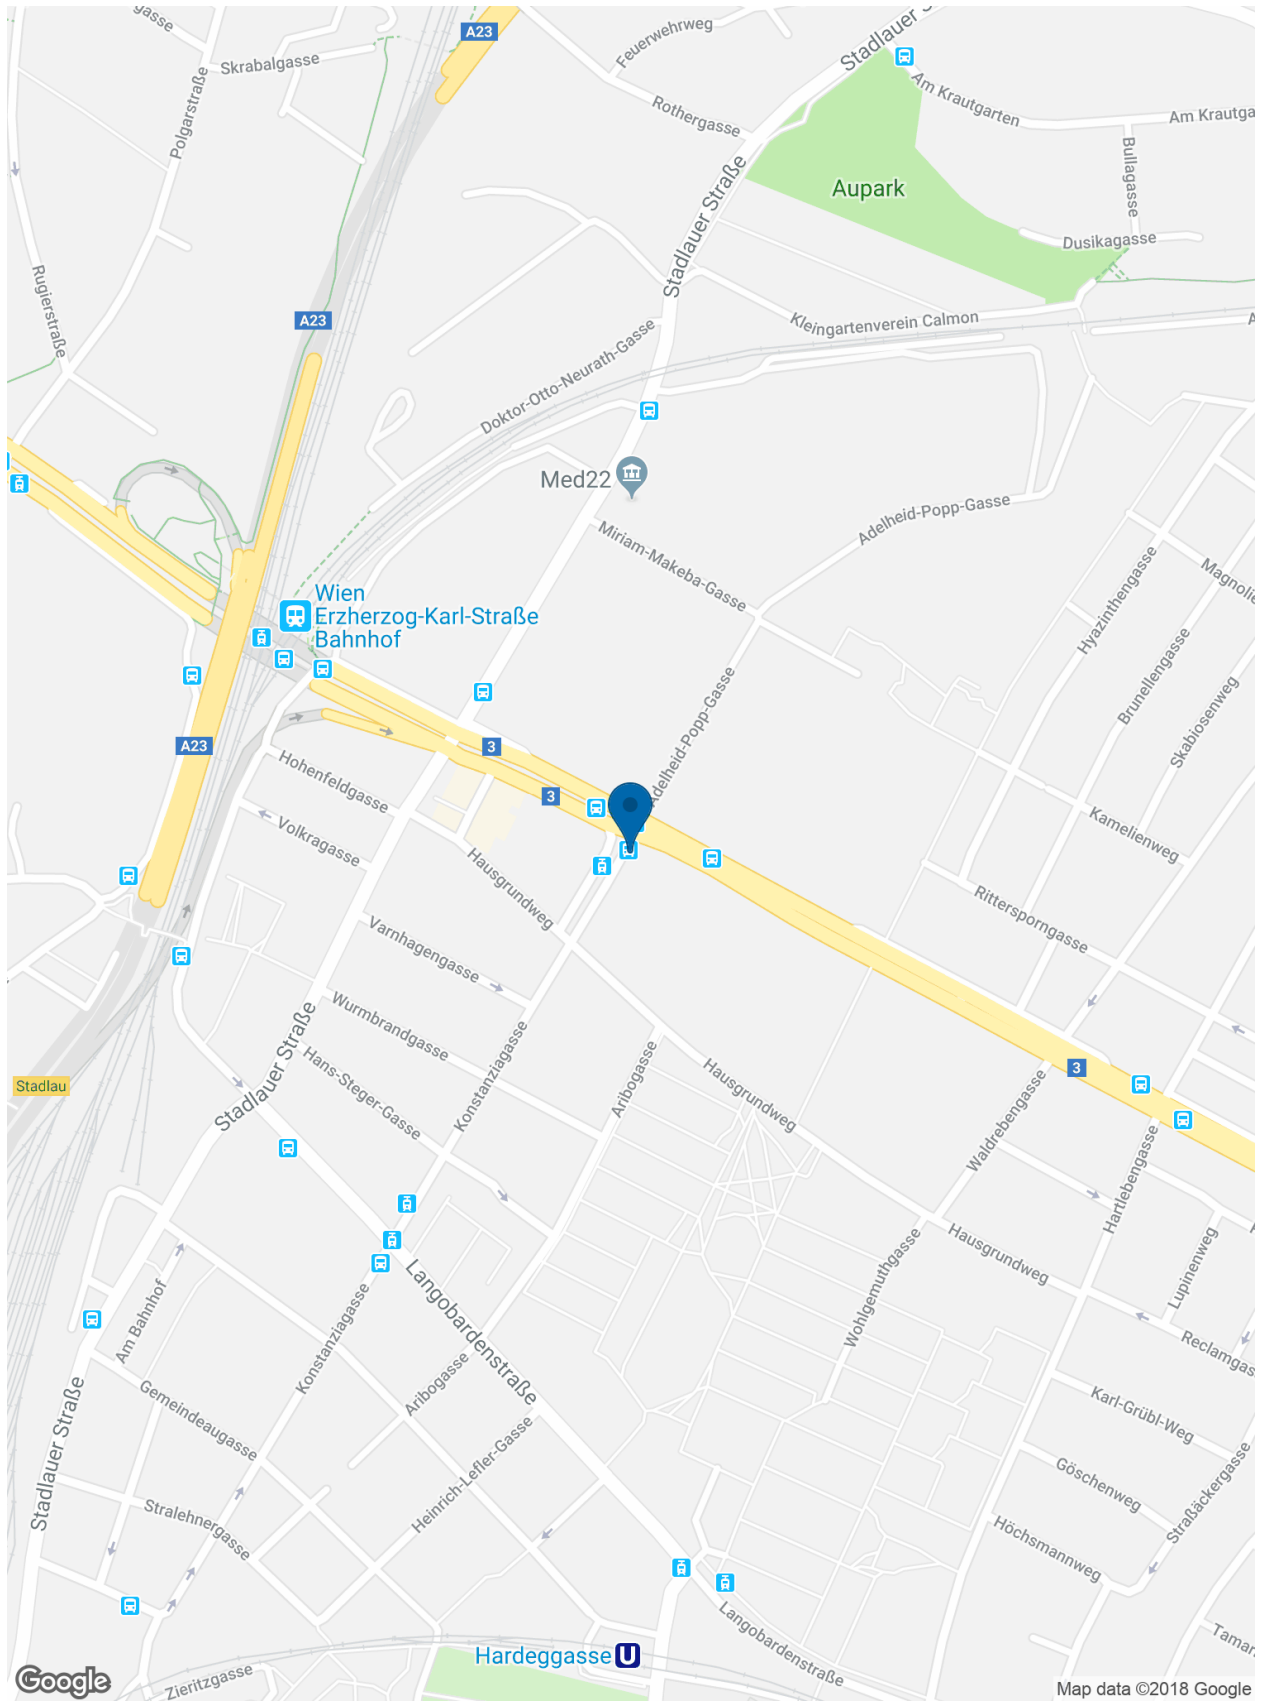 gasse
A23
Feuerwehrweg
Stadlauer S
Skrabalgasse
Am Krautgarten
Polgarstraße
Rothergasse
Am Krautga
Bullagasse
Aupark
Stadlauer Straße
Dusikagasse
Rugierstraße
A23
Kleingartenverein Calmon
A
Doktor-Otto-Neurath-Gasse
Med22
Adelheid-Popp-Gasse
Miriam-Makeba-Gasse
Magnolie
Hyazinthengasse
Wien
Erzherzog-Karl-Straße
Bahnhof
Brunellengasse
Skabiosenweg
Adelheid-Popp-Gasse
A23
3
Hohenfeldgasse
3
Volkragasse
Kamelienweg
Hausgrundweg
Rittersporngasse
Varnhagengasse
Wurmbrandgasse
Stadlauer Straße
Hans-Steger-Gasse
Konstanziagasse
Aribogasse
Hausgrundweg
3
Stadlau
Waldrebengasse
Hartlebengasse
Hausgrundweg
Wohlgemuthgasse
Lupinenweg
Langobardenstraße
Am Bahnhof
Konstanziagasse
Reclamgas
Aribogasse
Gemeindeaugasse
Stadlauer Straße
Karl-Grübl-Weg
Heinrich-Lefler-Gasse
Göschenweg
Straßäckergasse
Stralehnergasse
Höchsmannweg
Langobardenstraße
Tamar
Hardeggasse U
Zieritzgasse
Google
Map data ©2018 Google